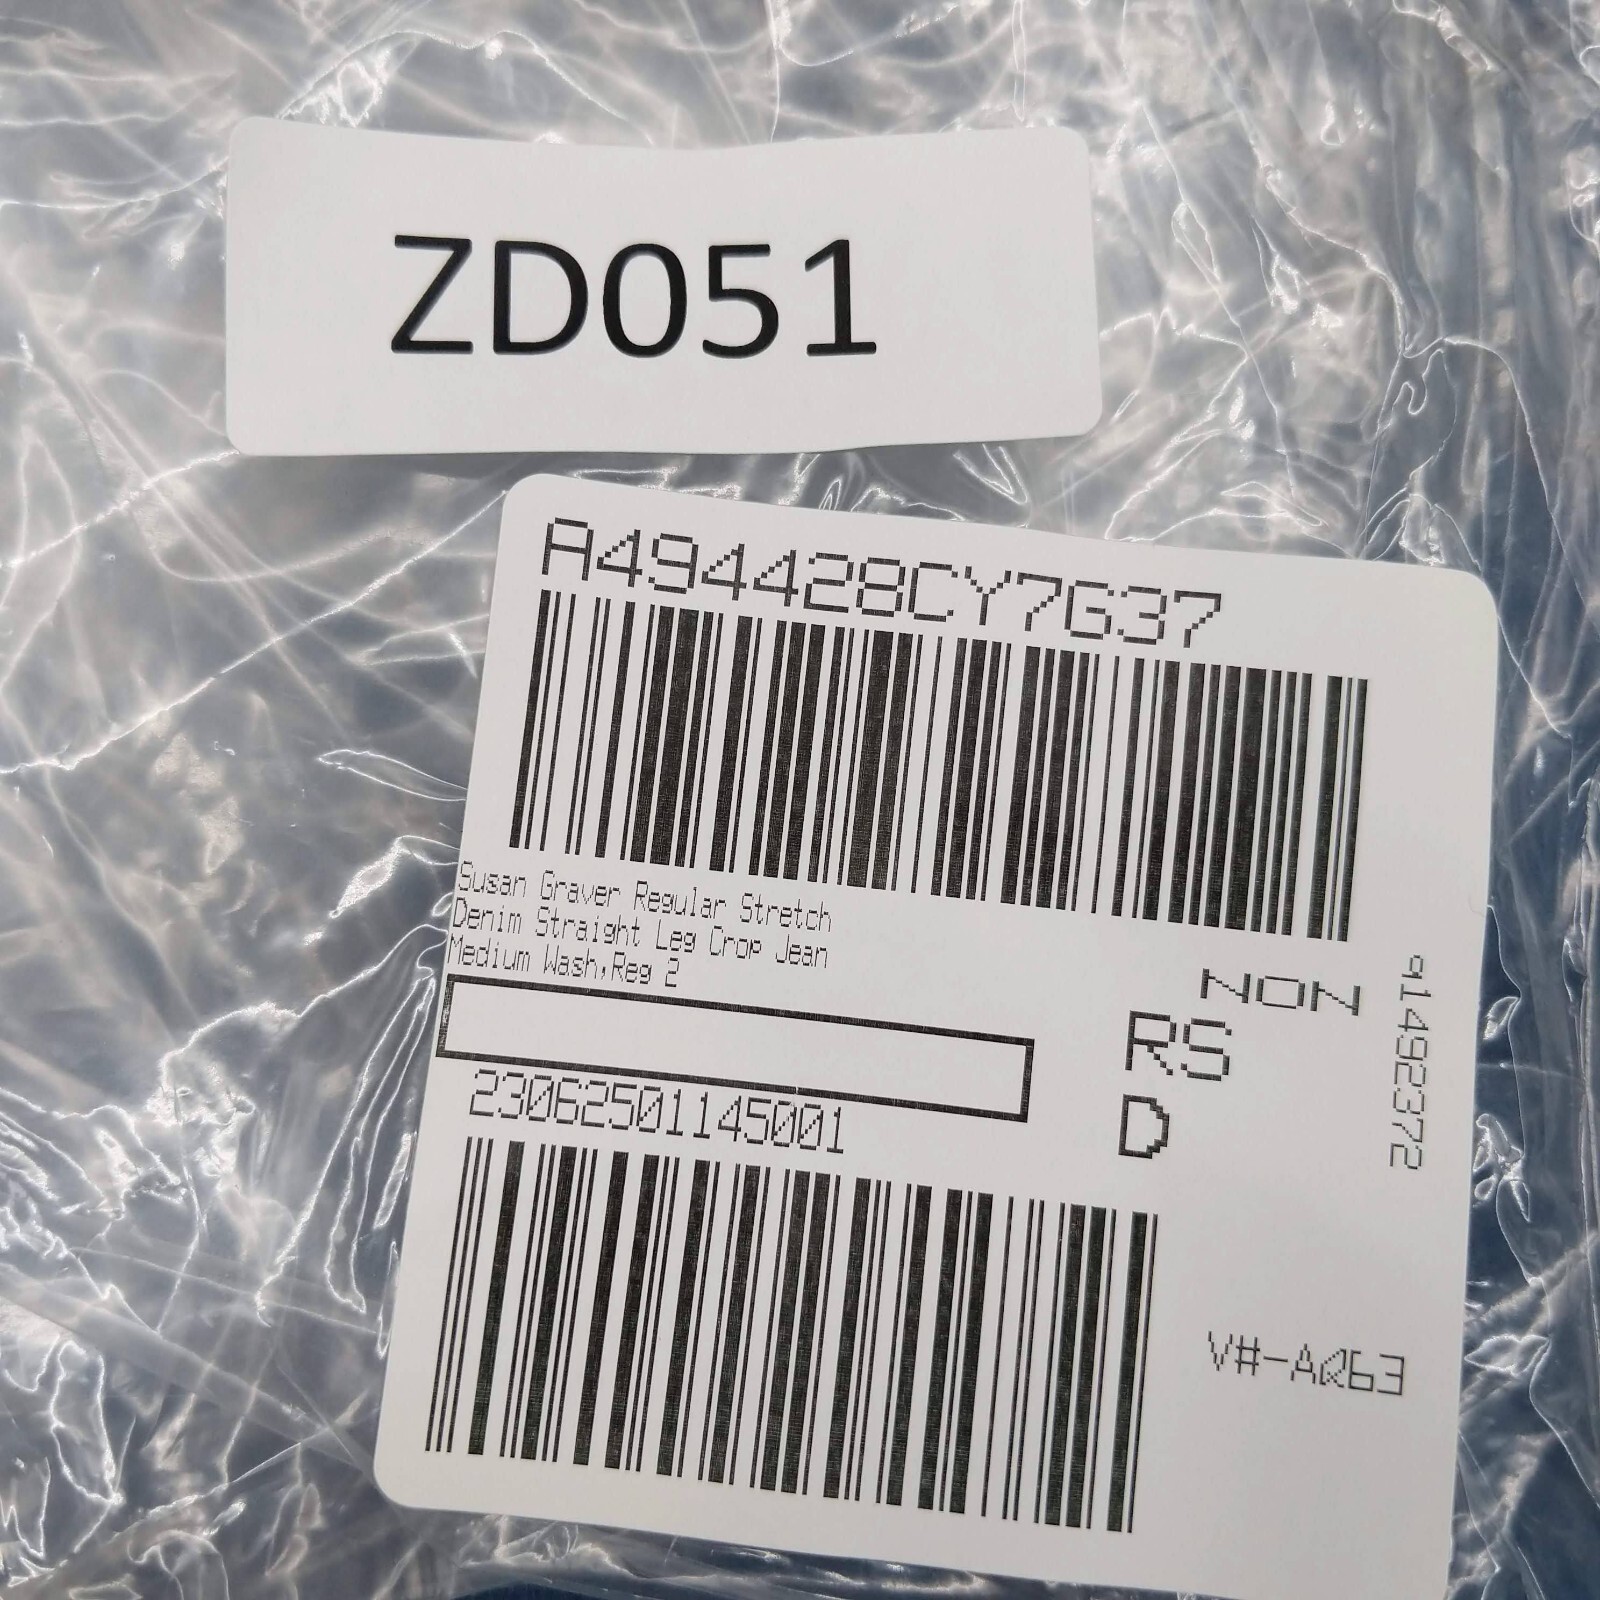 ZD051
A494428CY7G37
Susan Graver Regular Stretch
Denim Straight Leg Crop Jean
Medium Wash,Reg 2
NON
RS
D
q1492372
23062501145001
V#-AQ63